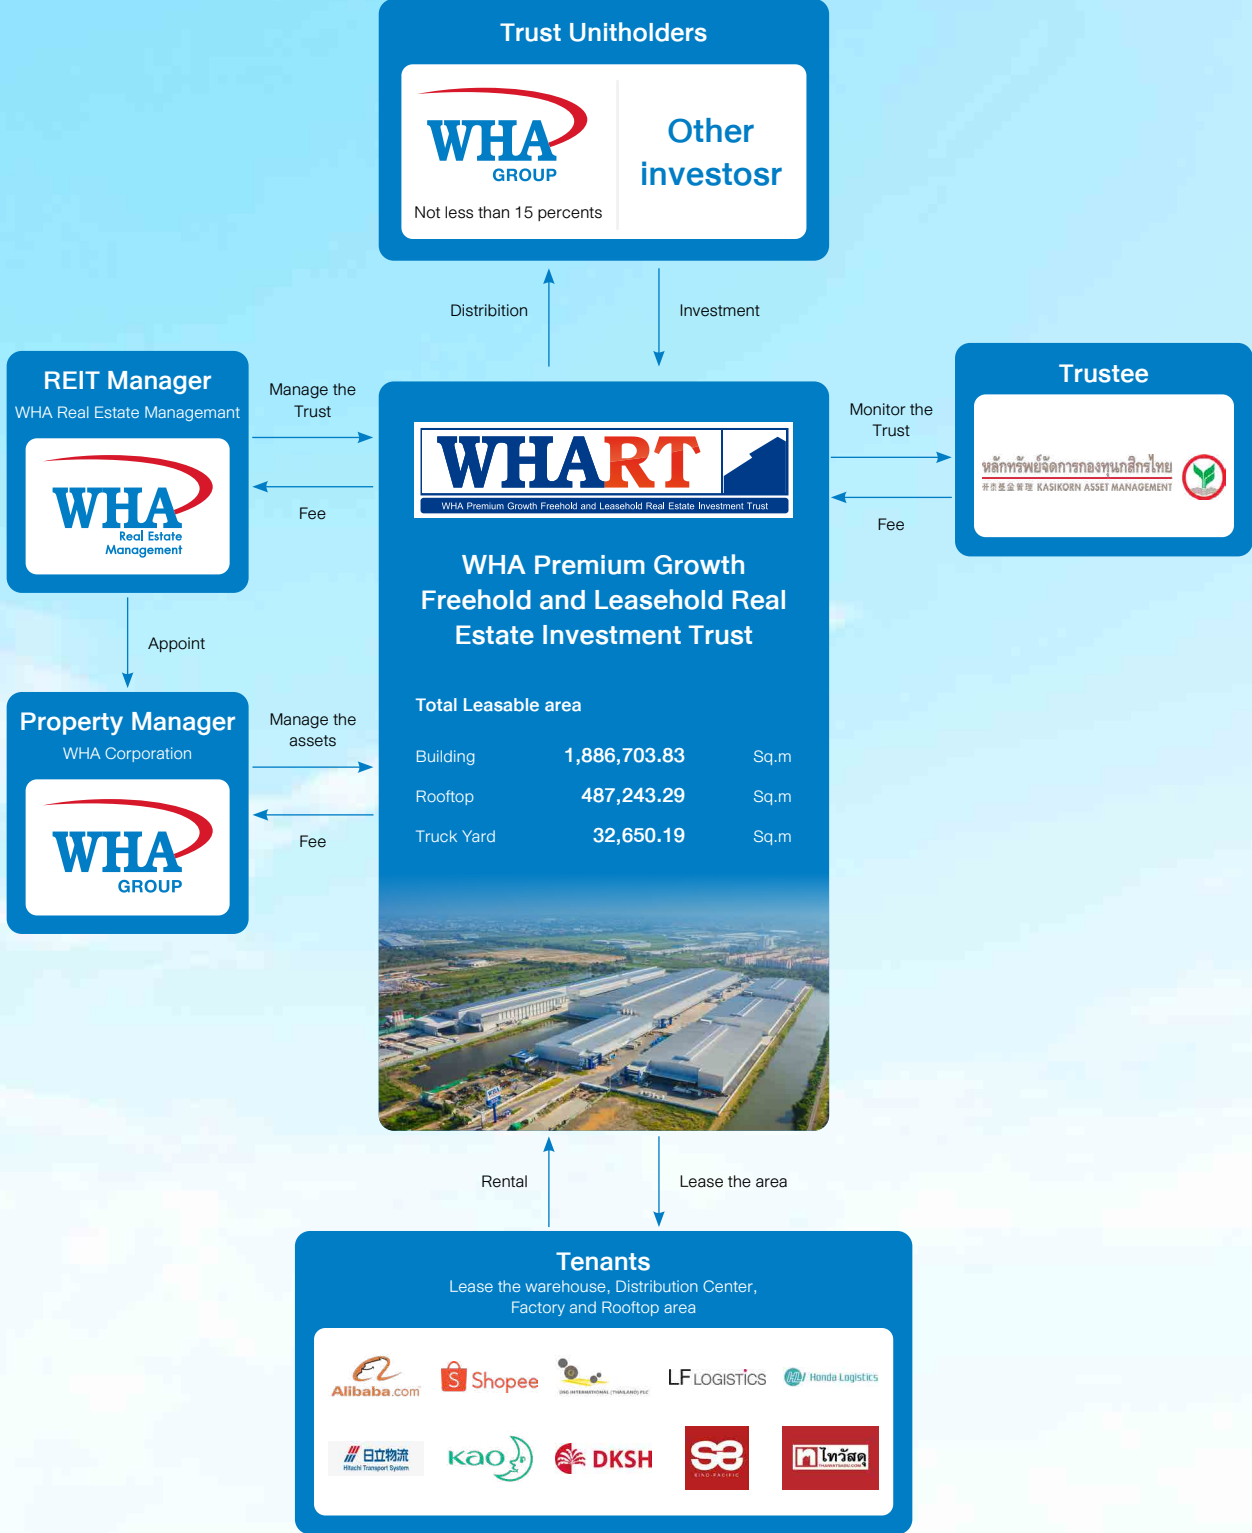 Trust Unitholders
WHA
GROUP
Not less than 15 percents
Other
investosr
Distribition
Investment
REIT Manager
WHA Real Estate Managemant
WHA
Real Estate
Management
Manage the
Trust
Fee
Appoint
Property Manager
WHA Corporation
WHA
GROUP
Manage the
assets
Fee
WHART
WHA Premium Growth Freehold and Leasehold Real Estate Investment Trust
WHA Premium Growth
Freehold and Leasehold Real
Estate Investment Trust
Total Leasable area
Building 1,886,703.83 Sq.m
Rooftop 487,243.29 Sq.m
Truck Yard 32,650.19 Sq.m
WHA
Monitor the
Trust
Fee
Trustee
หลักทรัพย์จัดการกองทุนกสิกรไทย
KASIKORN ASSET MANAGEMENT
Rental
Lease the area
Tenants
Lease the warehouse, Distribution Center,
Factory and Rooftop area
Alibaba.com
Shopee
INTERNATIONAL (THAILAND) PLC
LF LOGISTICS
Honda Logistics
日立物流
Hitachi Transport System
Kao
DKSH
SINO-PACIFIC
ไทวัสดุ